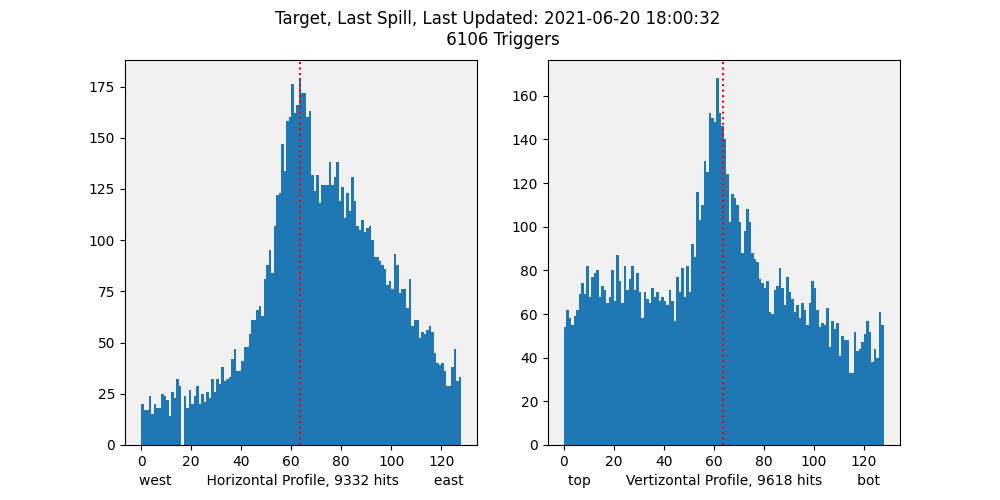 Target, Last Spill, Last Updated: 2021-06-20 18:00:32
6106 Triggers
175
150
125
100
75
50
25
0
0 20 40 60 80 100 120
west Horizontal Profile, 9332 hits east
160
140
120
100
80
60
40
20
0
0 20 40 60 80 100 120
top Vertizontal Profile, 9618 hits bot